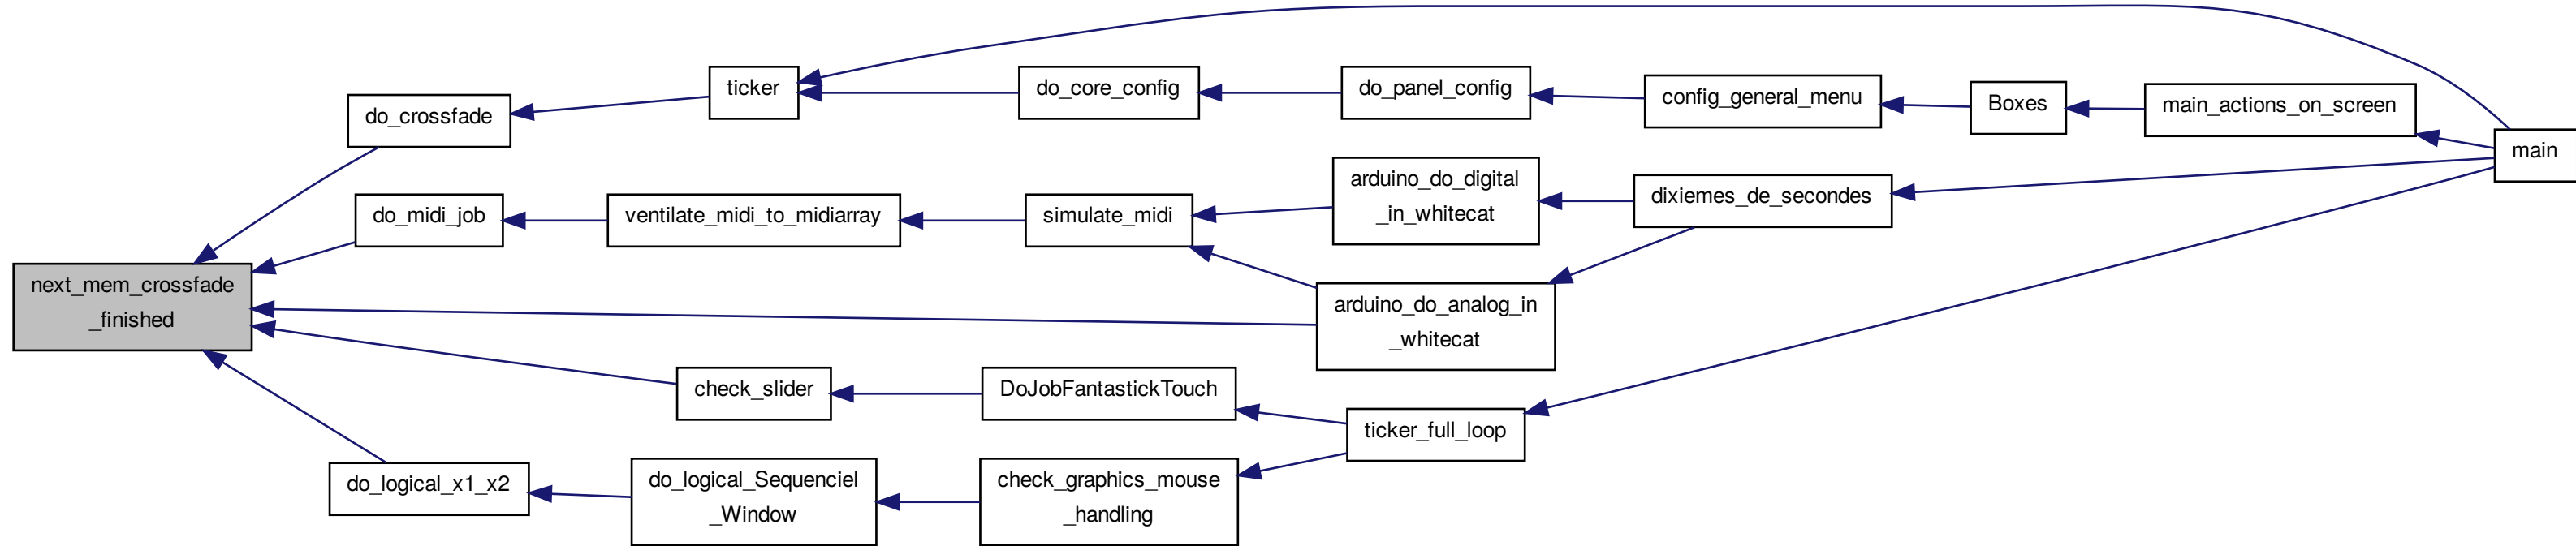 next_mem_crossfade
_finished
do_crossfade
ticker
do_core_config
do_panel_config
config_general_menu
Boxes
main_actions_on_screen
main
do_midi_job
ventilate_midi_to_midiarray
simulate_midi
arduino_do_digital
_in_whitecat
dixiemes_de_secondes
arduino_do_analog_in
_whitecat
check_slider
DoJobFantastickTouch
ticker_full_loop
do_logical_x1_x2
do_logical_Sequenciel
_Window
check_graphics_mouse
_handling